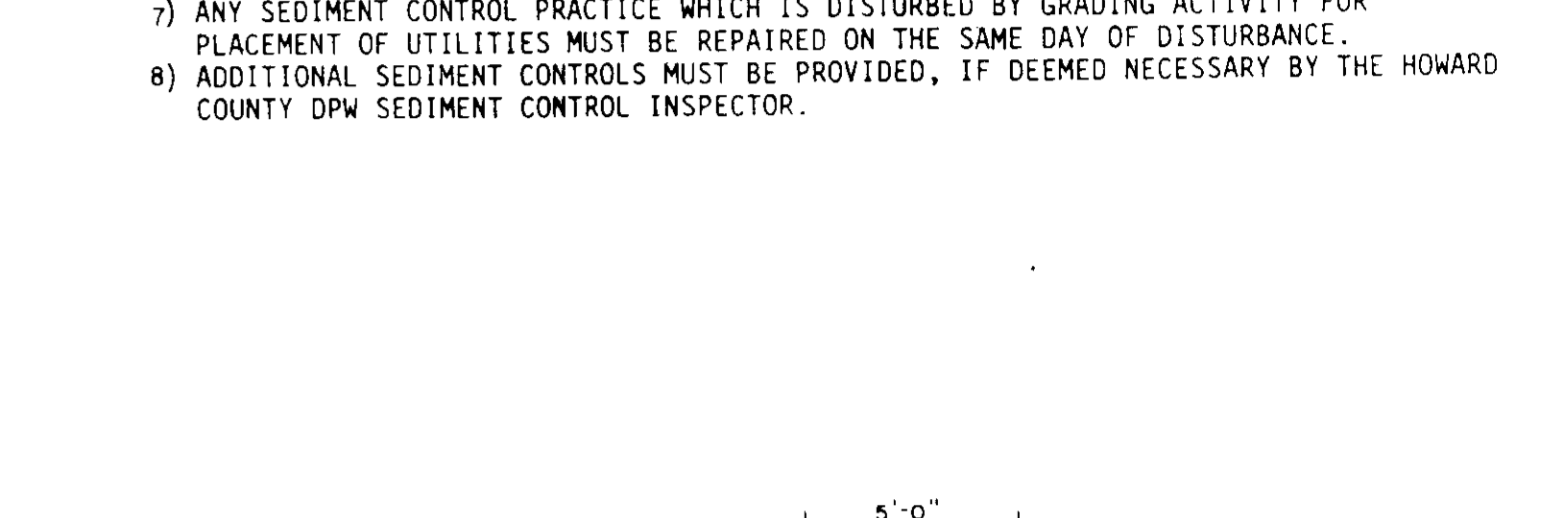 7) ANY SEDIMENT CONTROL PRACTICE WHICH IS DISTURBED BY GRADING ACTIVITY FOR
PLACEMENT OF UTILITIES MUST BE REPAIRED ON THE SAME DAY OF DISTURBANCE.
8) ADDITIONAL SEDIMENT CONTROLS MUST BE PROVIDED, IF DEEMED NECESSARY BY THE HOWARD
COUNTY DPW SEDIMENT CONTROL INSPECTOR.
5'-0"